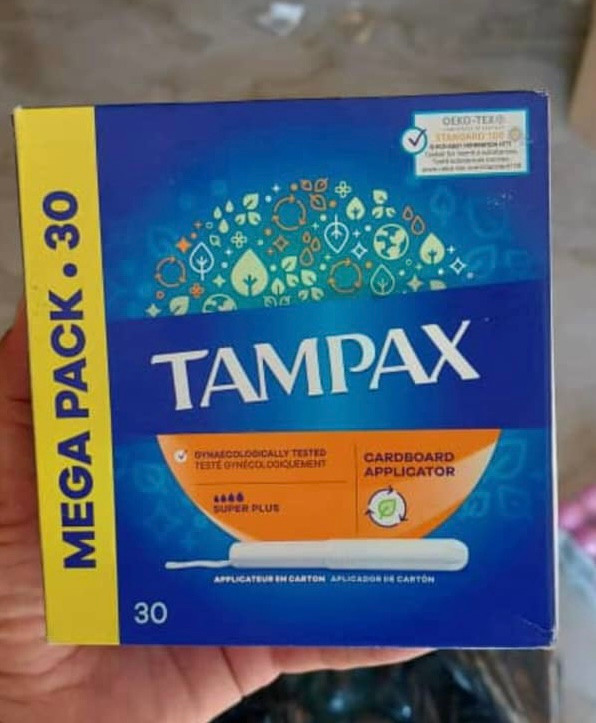 MEGA PACK • 30
OEKO-TEX®
STANDARD 100
TAMPAX
GYNAECOLOGICALLY TESTED
TESTÉ GYNÉCOLOGIQUEMENT
SUPER PLUS
CARDBOARD
APPLICATOR
APPLICATEUR EN CARTON APLICADOR DE CARTÓN
30